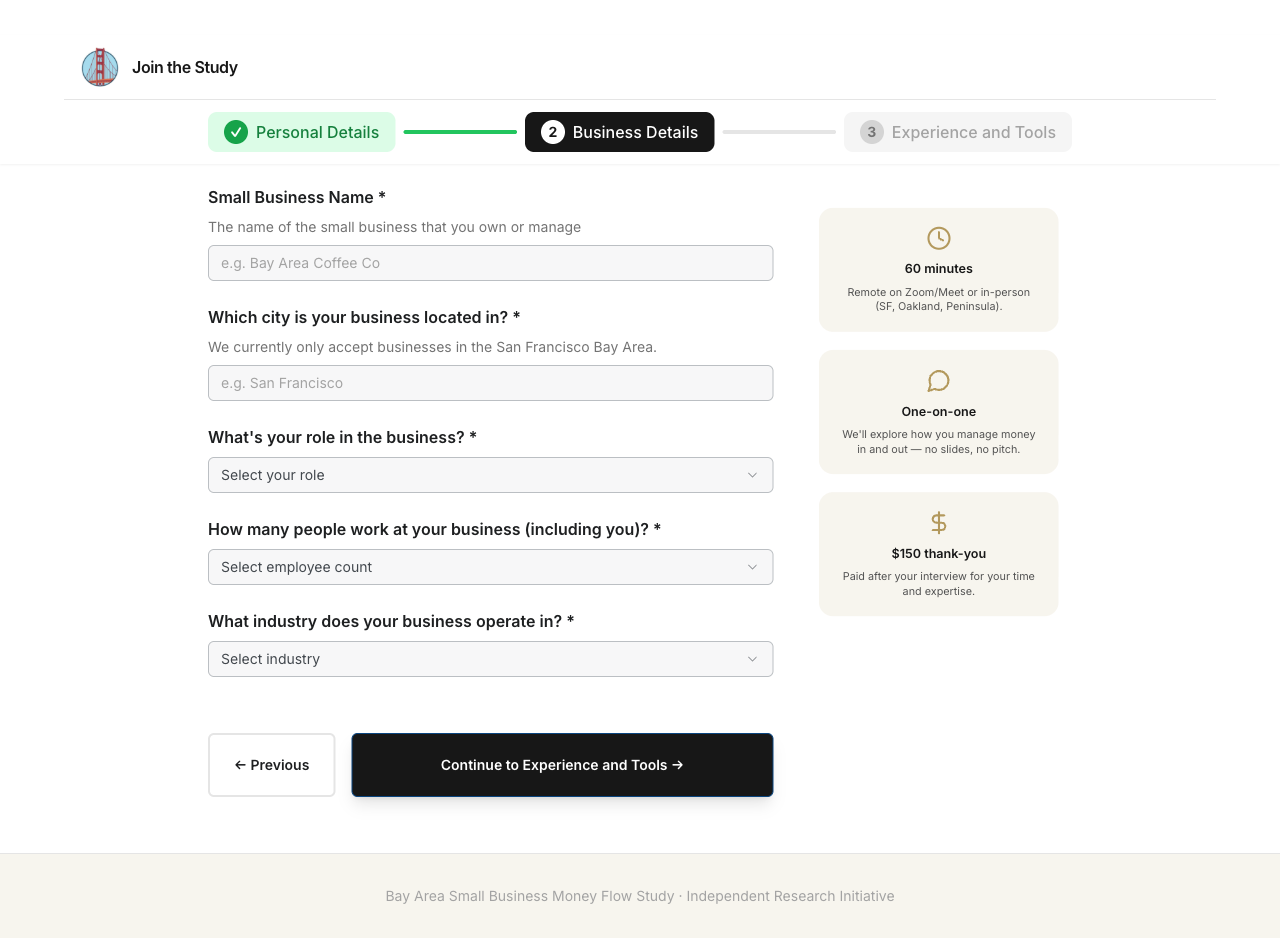 Join the Study
Personal Details
2 Business Details
3 Experience and Tools
Small Business Name *
The name of the small business that you own or manage
e.g. Bay Area Coffee Co
Which city is your business located in? *
We currently only accept businesses in the San Francisco Bay Area.
e.g. San Francisco
What's your role in the business? *
Select your role
How many people work at your business (including you)? *
Select employee count
What industry does your business operate in? *
Select industry
← Previous
Continue to Experience and Tools →
60 minutes
Remote on Zoom/Meet or in-person
(SF, Oakland, Peninsula).
One-on-one
We'll explore how you manage money
in and out — no slides, no pitch.
$150 thank-you
Paid after your interview for your time
and expertise.
Bay Area Small Business Money Flow Study · Independent Research Initiative